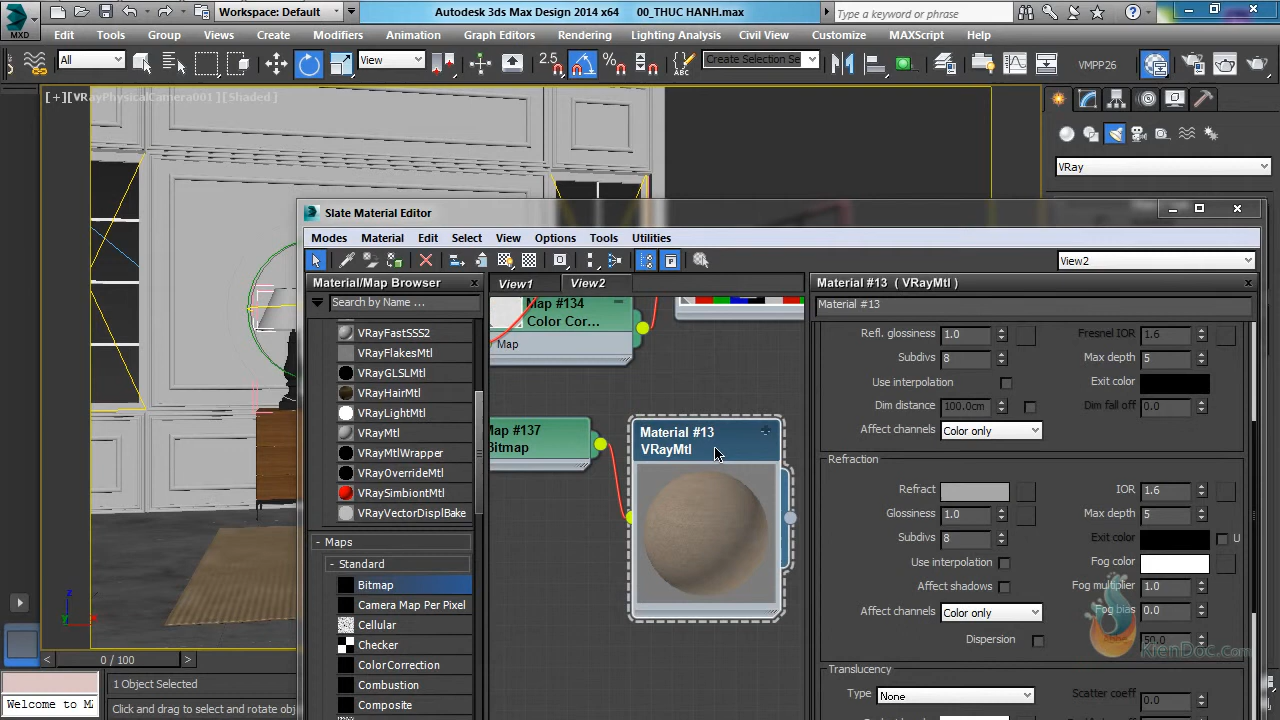 Workspace: Default
Autodesk 3ds Max Design 2014 x64
00_THUC HANH.max
Type a keyword or phrase
MXD
Edit
Tools
Group
Views
Create
Modifiers
Animation
Graph Editors
Rendering
Lighting Analysis
Civil View
Customize
MAXScript
Help
All
View
2.5
Create Selection Se
VMPP26
[+][VRayPhysicalCamera001][Shaded]
VRay
Slate Material Editor
Modes
Material
Edit
Select
View
Options
Tools
Utilities
View2
Material/Map Browser
View1
View2
Material #13 ( VRayMtl )
Search by Name ...
Material #13
VRayFastSSS2
VRayFlakesMtl
VRayGLSLMtl
VRayHairMtl
VRayLightMtl
VRayMtl
VRayMtlWrapper
VRayOverrideMtl
VRaySimbiontMtl
VRayVectorDisplBake
- Maps
- Standard
Bitmap
Camera Map Per Pixel
Cellular
Checker
ColorCorrection
Combustion
Composite
Map #134
Color Cor...
Map
Map #137
Bitmap
Material #13
VRayMtl
Refl. glossiness
1.0
Fresnel IOR
1.6
Subdivs
8
Max depth
5
Use interpolation
Exit color
Dim distance
100.0cm
Dim fall off
0.0
Affect channels
Color only
Refraction
Refract
IOR
1.6
Glossiness
1.0
Max depth
5
Subdivs
8
Exit color
U
Use interpolation
Fog color
Affect shadows
Fog multiplier
1.0
Affect channels
Color only
Fog bias
0.0
Dispersion
50.0
KienDoc.Com
Translucency
Type
None
Scatter coeff
0.0
z
x
y
0 / 100
1 Object Selected
Welcome to M
Click and drag to select and rotate objec